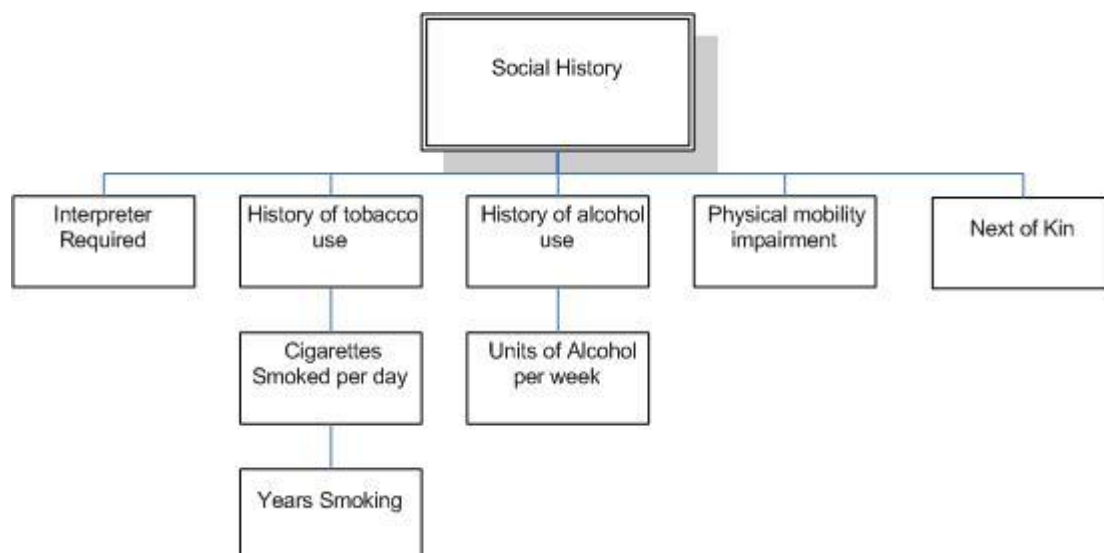 Social History
Interpreter
Required
History of tobacco
use
History of alcohol
use
Physical mobility
impairment
Next of Kin
Cigarettes
Smoked per day
Units of Alcohol
per week
Years Smoking